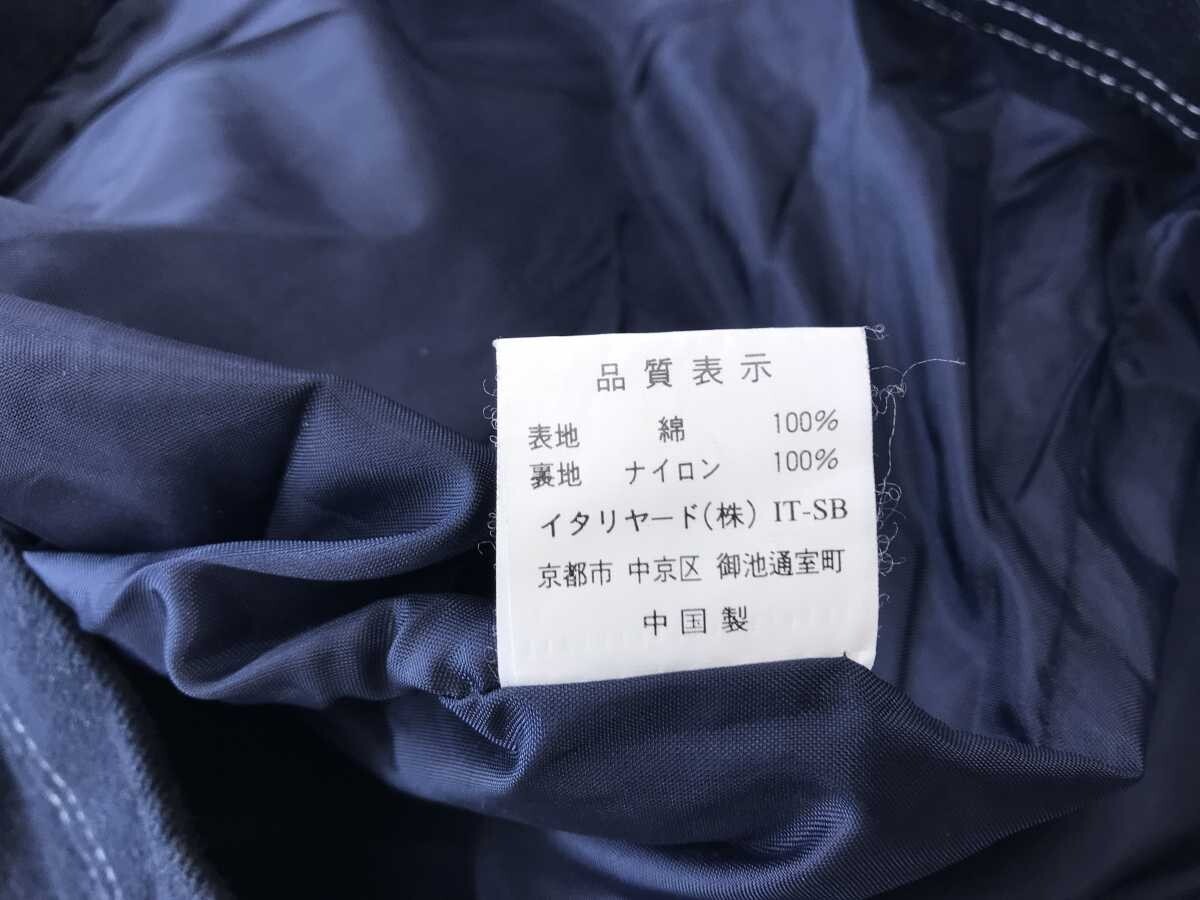 品質表示
表地 綿 100%
裏地 ナイロン 100%
イタリヤード(株) IT-SB
京都市 中京区 御池通室町
中国製